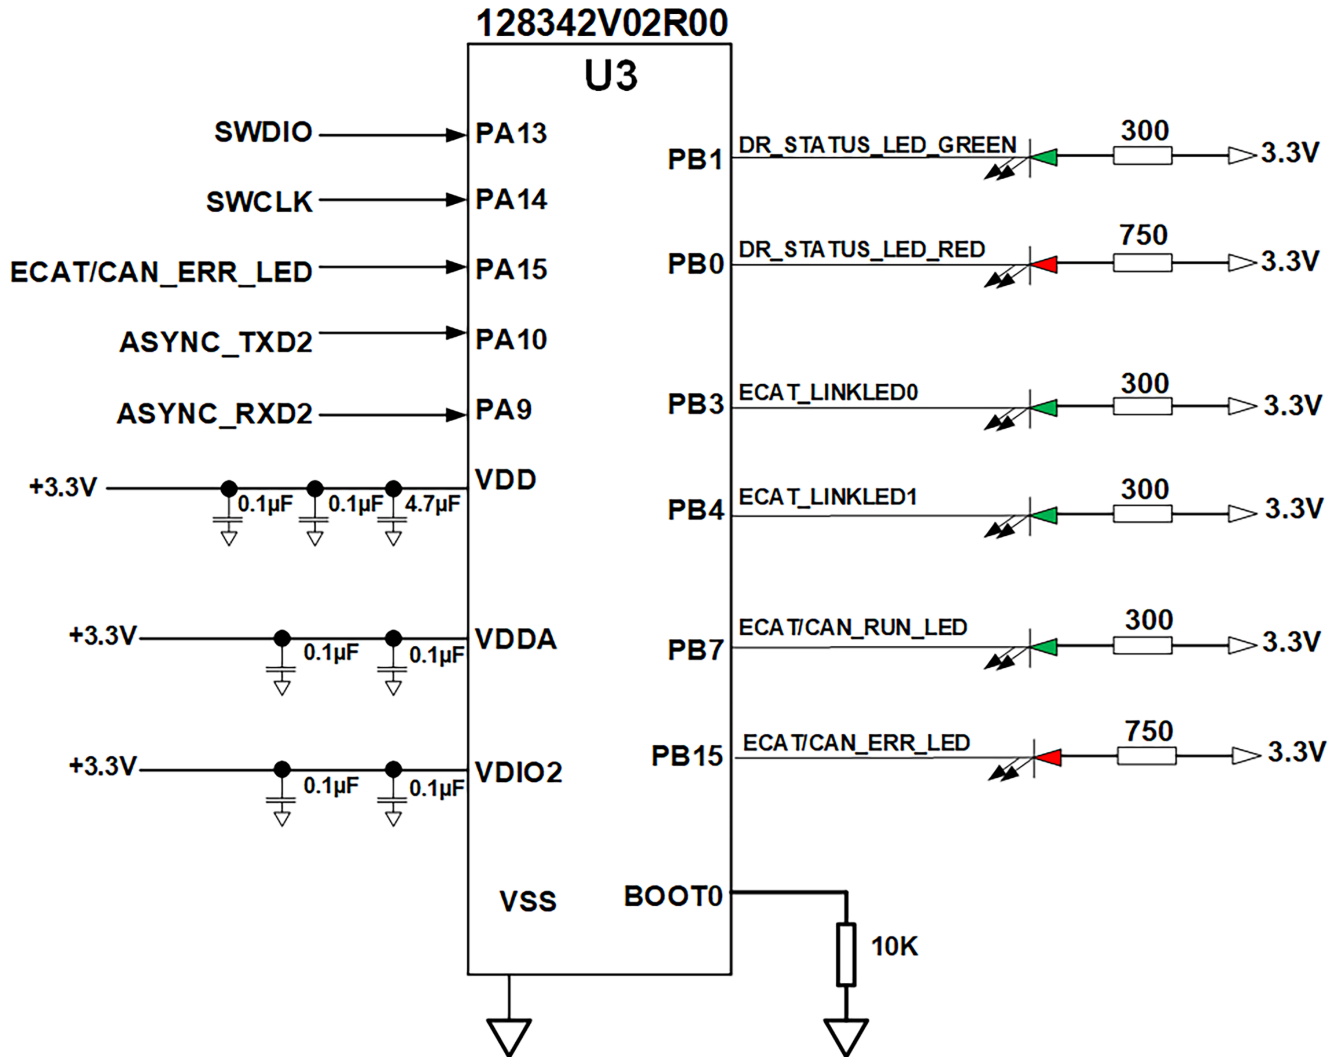 128342V02R00
U3
SWDIO
PA13
SWCLK
PA14
ECAT/CAN_ERR_LED
PA15
ASYNC_TXD2
PA10
ASYNC_RXD2
PA9
+3.3V
0.1µF
0.1µF
4.7µF
VDD
+3.3V
0.1µF
0.1µF
VDDA
+3.3V
0.1µF
0.1µF
VDIO2
VSS
PB1
DR_STATUS_LED_GREEN
300
3.3V
PB0
DR_STATUS_LED_RED
750
3.3V
PB3
ECAT_LINKLED0
300
3.3V
PB4
ECAT_LINKLED1
300
3.3V
PB7
ECAT/CAN_RUN_LED
300
3.3V
PB15
ECAT/CAN_ERR_LED
750
3.3V
BOOT0
10K